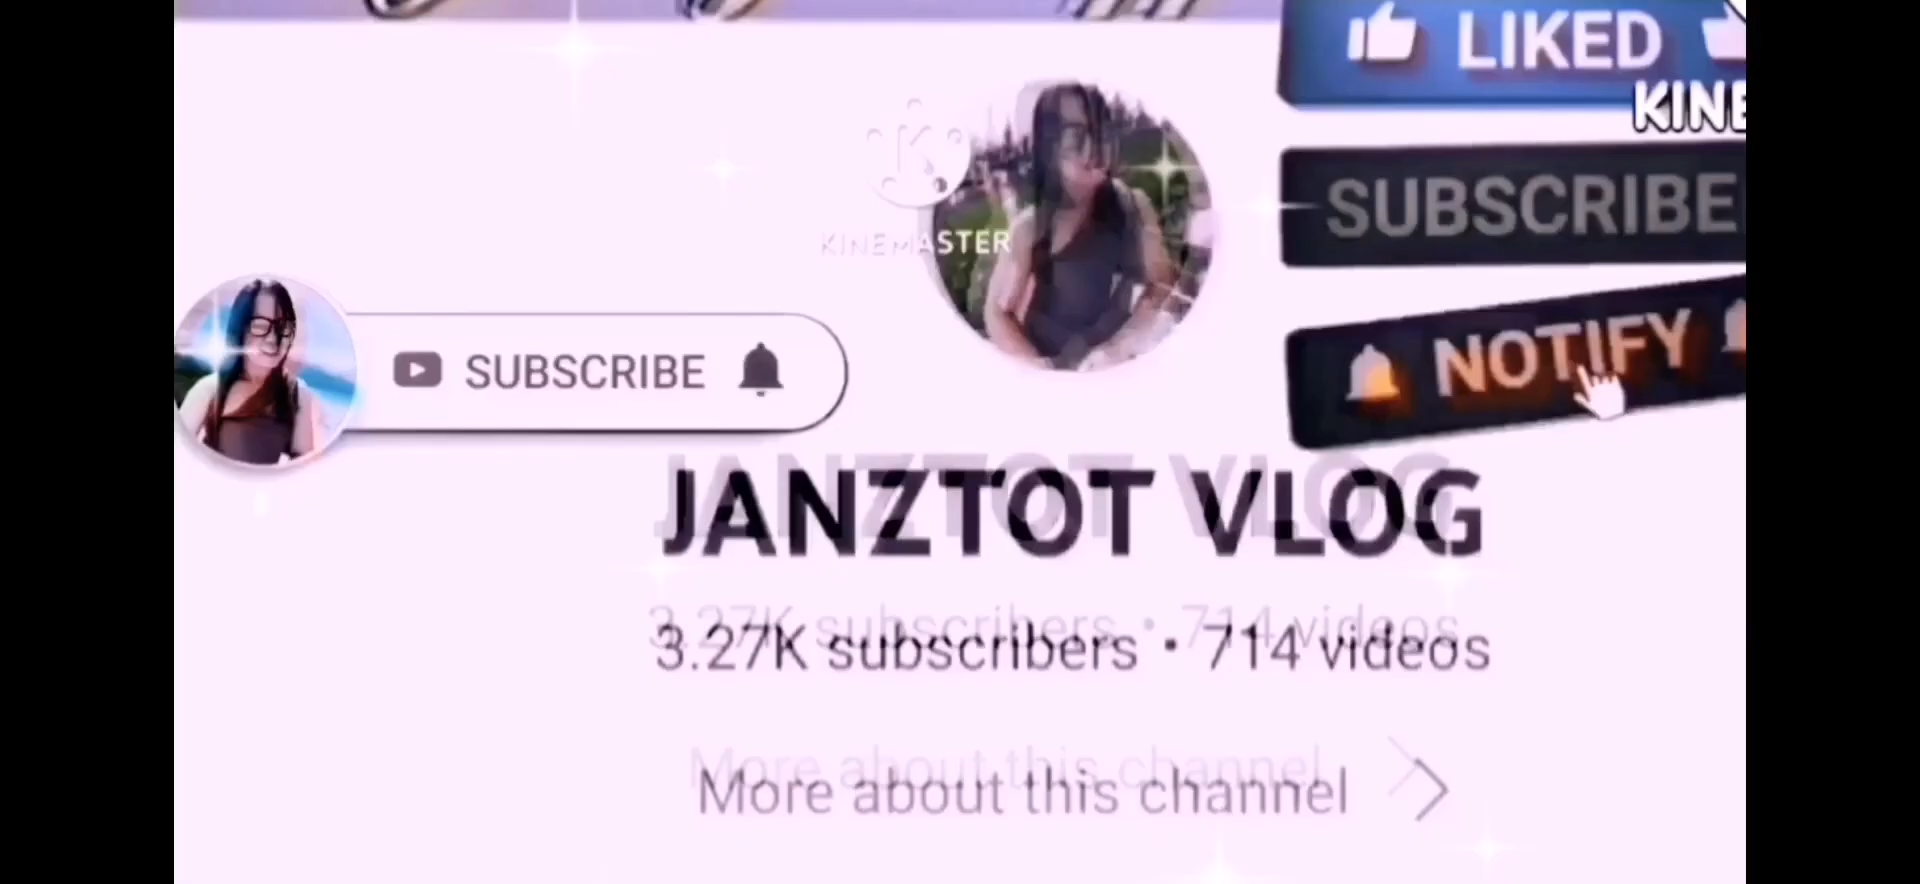 LIKED
KINE
SUBSCRIBE
KINEMASTER
NOTIFY
SUBSCRIBE
JANZTOT VLOG
3.27K subscribers • 714 videos
More about this channel